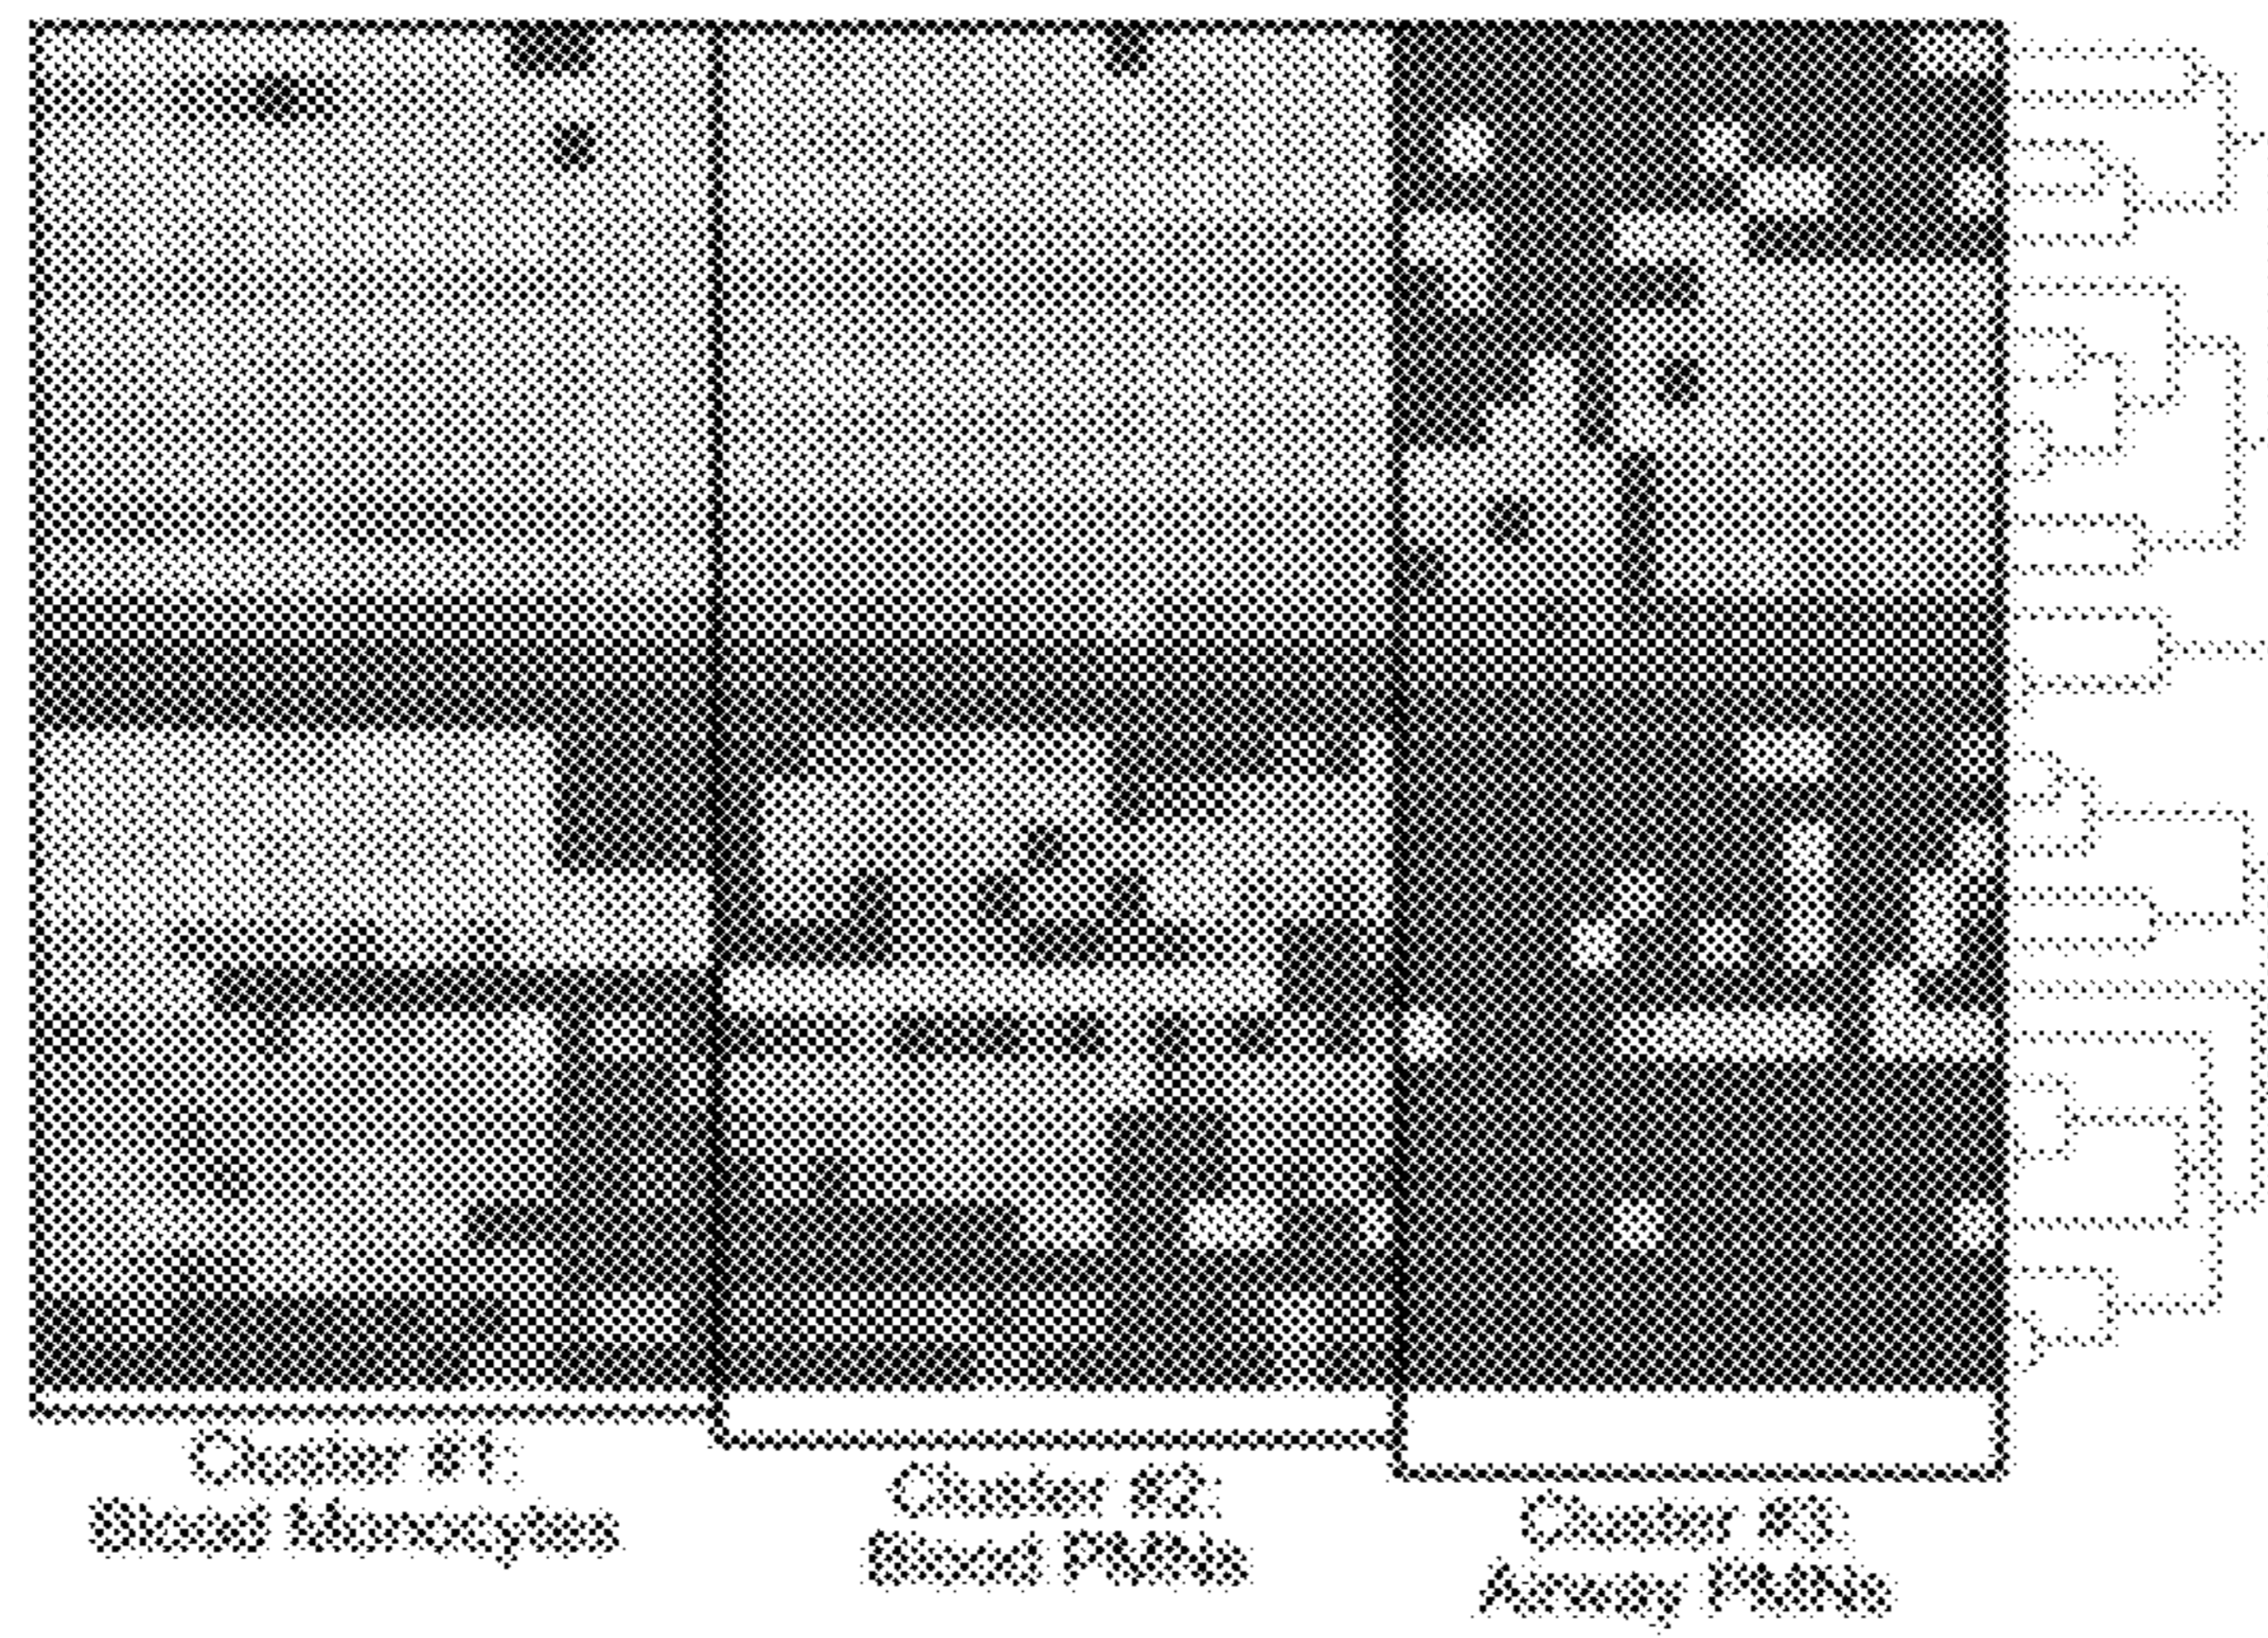 Cluster #1:
Blood Monocytes
Cluster #2:
Blood PMNs
Cluster #3:
Airway PMNs